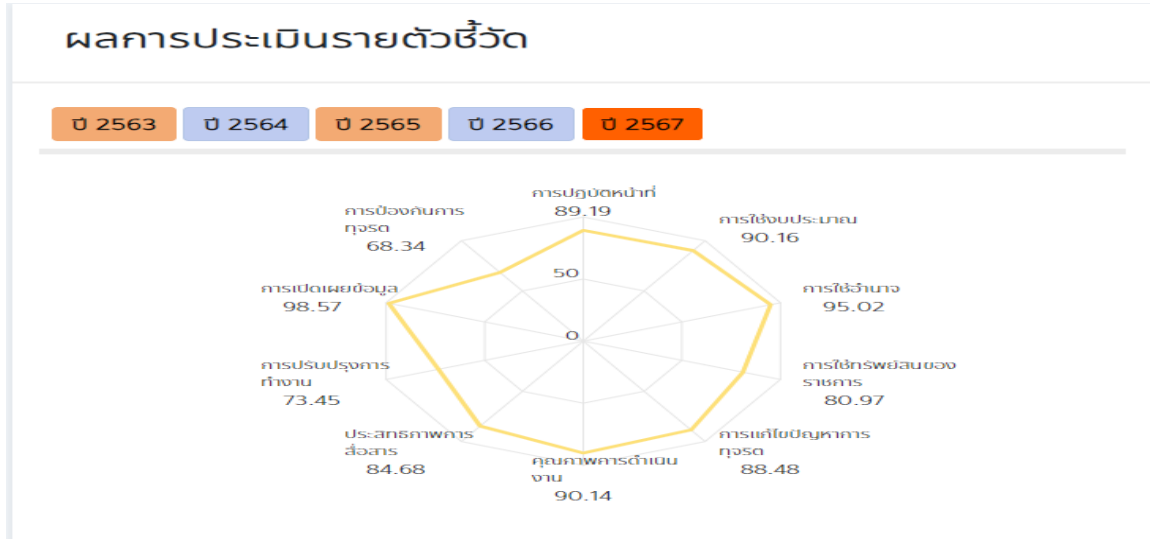 ผลการประเมินรายตัวชี้วัด
ปี 2563
ปี 2564
ปี 2565
ปี 2566
ปี 2567
การปฏิบัติหน้าที่
89.19
การใช้งบประมาณ
90.16
การใช้อำนาจ
95.02
การใช้ทรัพย์สินของ
ราชการ
80.97
การแก้ไขปัญหาการ
ทุจริต
88.48
คุณภาพการดำเนิน
งาน
90.14
ประสิทธิภาพการ
สื่อสาร
84.68
การปรับปรุงการ
ทำงาน
73.45
การเปิดเผยข้อมูล
98.57
การป้องกันการ
ทุจริต
68.34
50
0